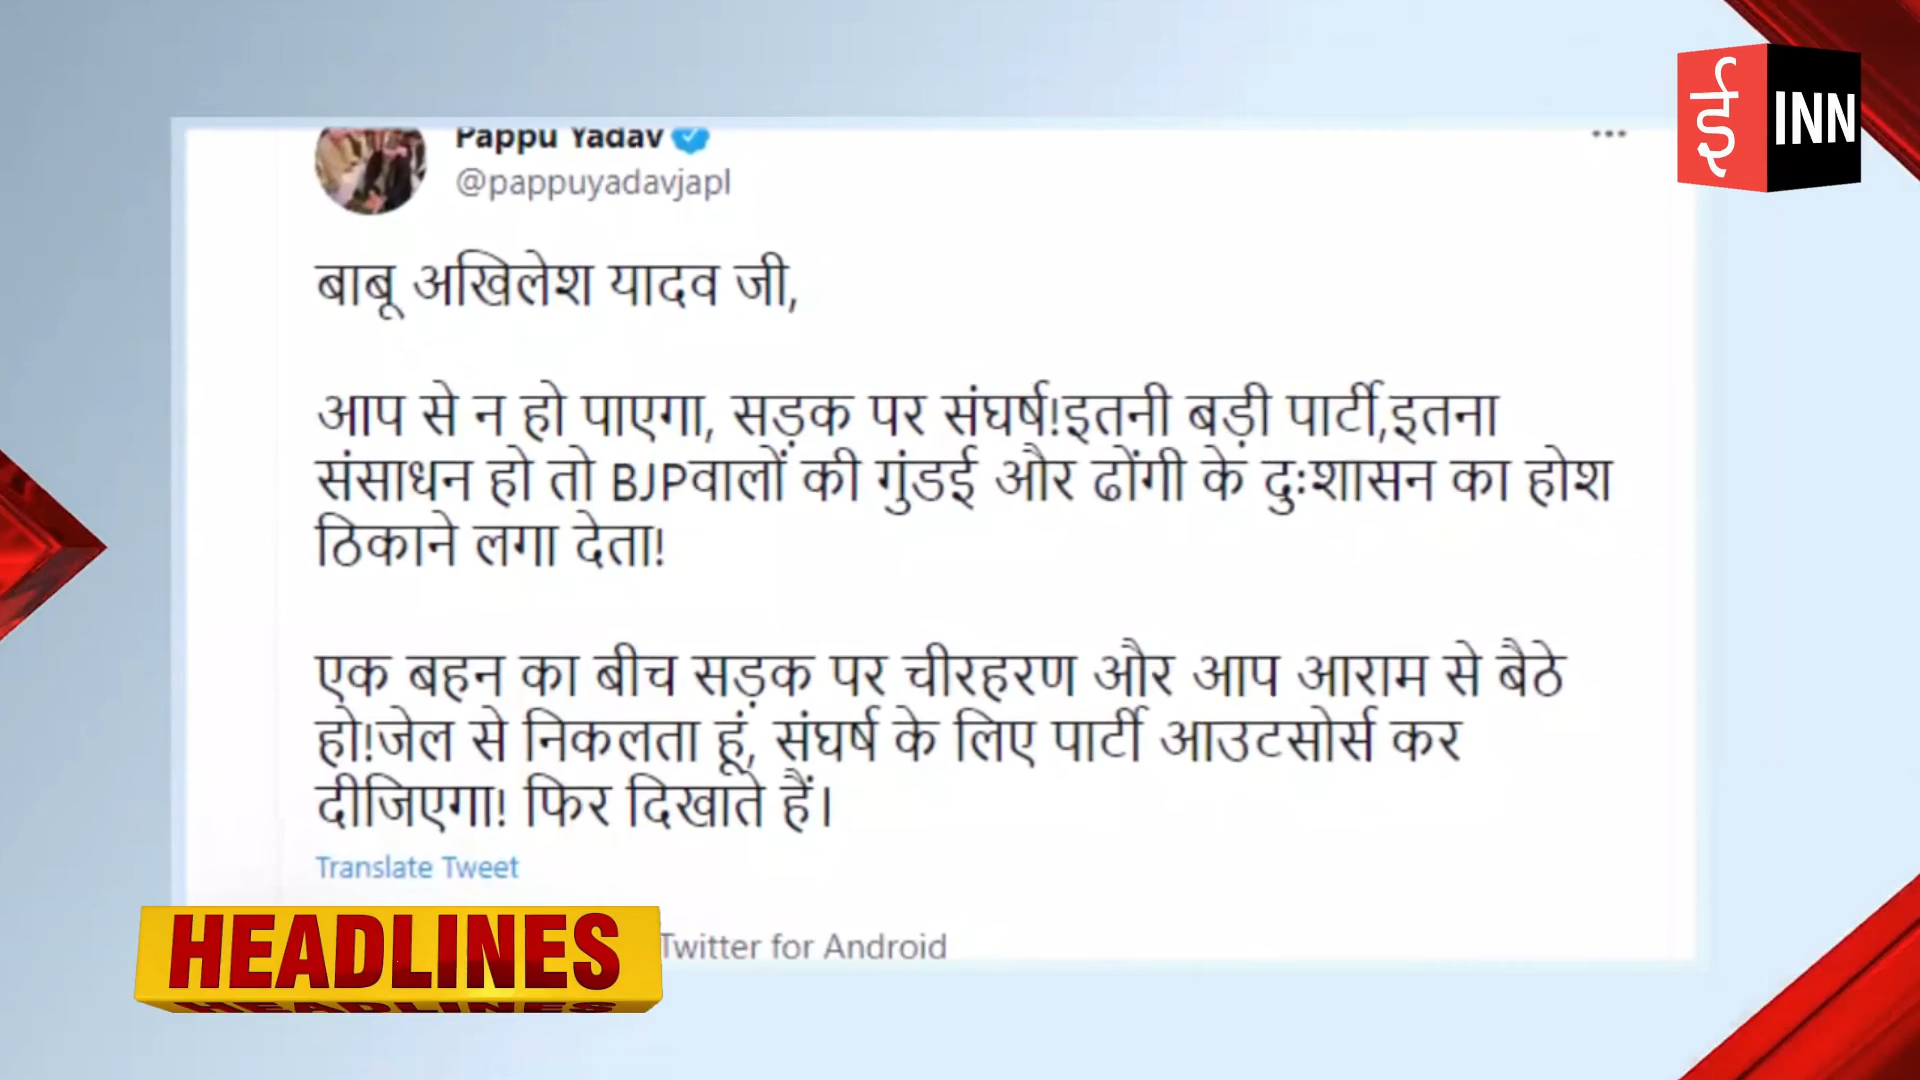 ई INN
Pappu Yadav
@pappuyadavjapl
बाबू अखिलेश यादव जी,
आप से न हो पाएगा, सड़क पर संघर्ष!इतनी बड़ी पार्टी,इतना
संसाधन हो तो BJPवालों की गुंडई और ढोंगी के दुःशासन का होश
ठिकाने लगा देता!
एक बहन का बीच सड़क पर चीरहरण और आप आराम से बैठे
हो!जेल से निकलता हूं, संघर्ष के लिए पार्टी आउटसोर्स कर
दीजिएगा! फिर दिखाते हैं।
Translate Tweet
Twitter for Android
HEADLINES